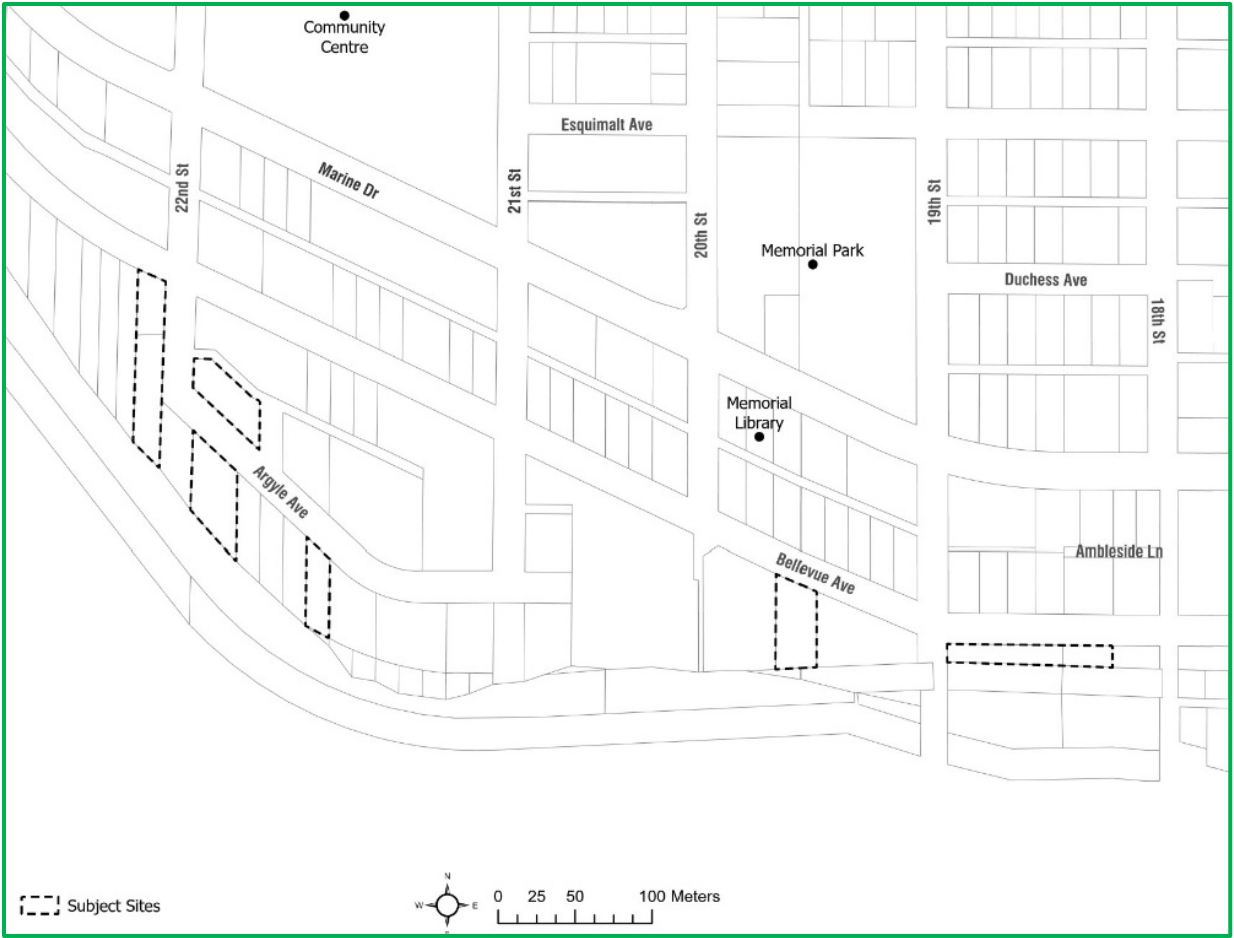 Community
Centre
Esquimalt Ave
Marine Dr
22nd St
21st St
19th St
20th St
Memorial Park
Duchess Ave
18th St
Memorial
Library
Argyle Ave
Bellevue Ave
Ambleside Ln
N
W E
0 25 50 100 Meters
Subject Sites